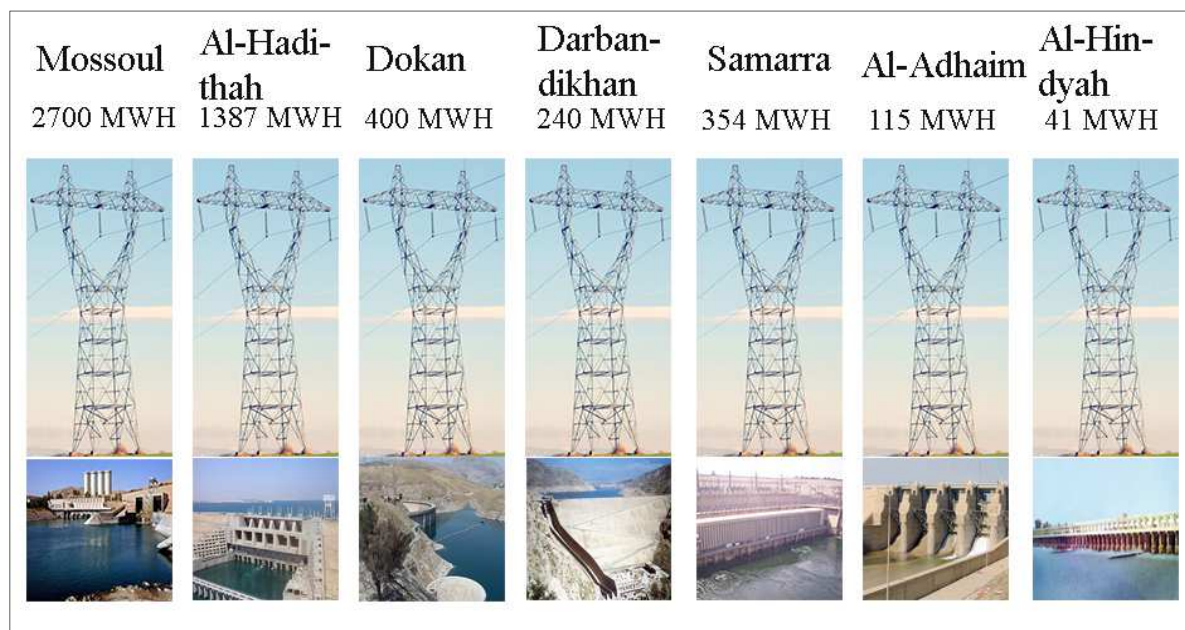 Mossoul
2700 MWH
Al-Hadi-
thah
1387 MWH
Dokan
400 MWH
Darban-
dikhan
240 MWH
Samarra
354 MWH
Al-Adhaim
115 MWH
Al-Hin-
dyah
41 MWH